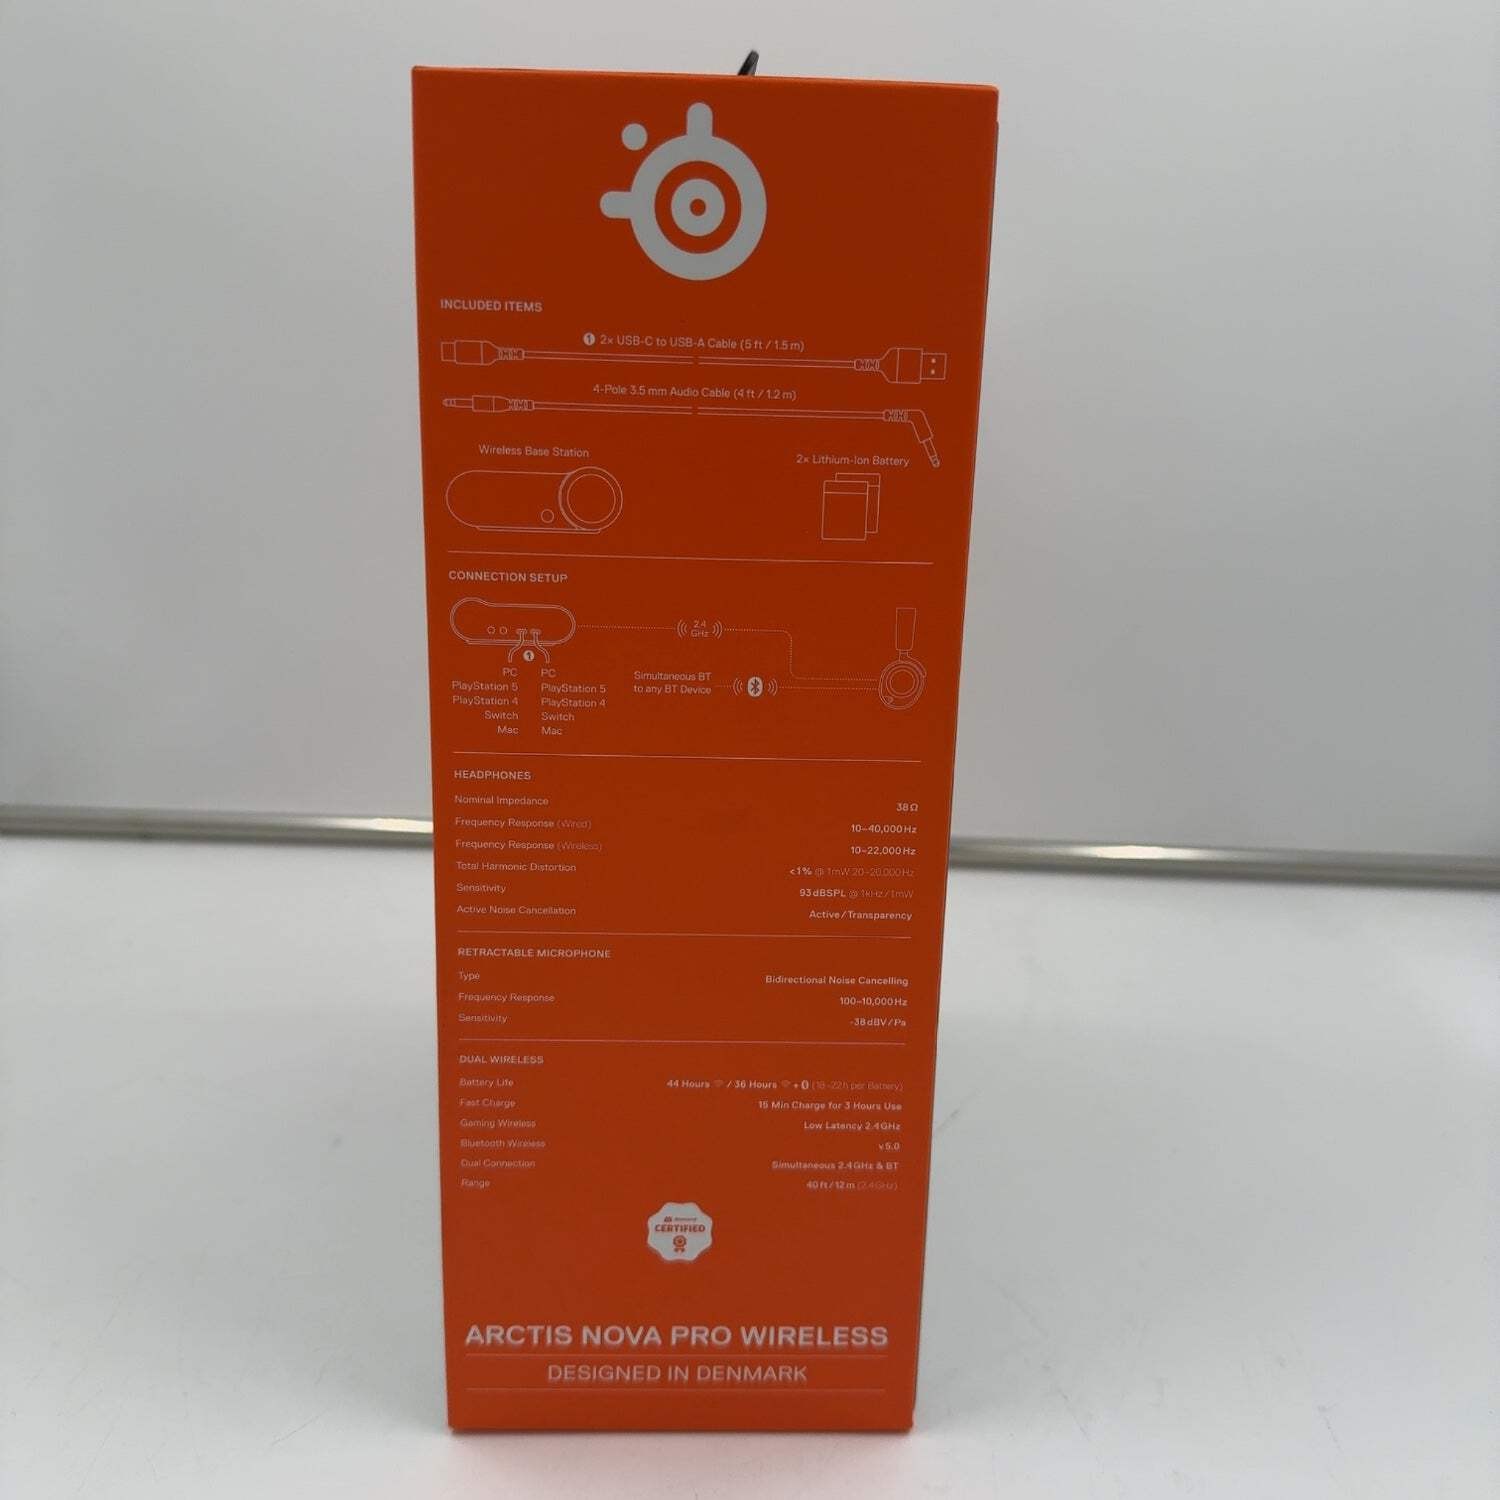 INCLUDED ITEMS
1 2x USB-C to USB-A Cable (5 ft / 1.5 m)
4-Pole 3.5 mm Audio Cable (4 ft / 1.2 m)
Wireless Base Station
2x Lithium-Ion Battery
CONNECTION SETUP
2.4
GHz
1
PC PC
PlayStation 5 PlayStation 5
PlayStation 4 PlayStation 4
Switch Switch
Mac Mac
Simultaneous BT
to any BT Device
HEADPHONES
Nominal Impedance 38 Ω
Frequency Response (Wired) 10–40,000 Hz
Frequency Response (Wireless) 10–22,000 Hz
Total Harmonic Distortion <1% @ 1mW 20–20,000 Hz
Sensitivity 93 dBSPL @ 1kHz / 1mW
Active Noise Cancellation Active / Transparency
RETRACTABLE MICROPHONE
Type Bidirectional Noise Cancelling
Frequency Response 100–10,000 Hz
Sensitivity -38 dBV / Pa
DUAL WIRELESS
Battery Life 44 Hours / 36 Hours + (18-22h per Battery)
Fast Charge 15 Min Charge for 3 Hours Use
Gaming Wireless Low Latency 2.4GHz
Bluetooth Wireless v 5.0
Dual Connection Simultaneous 2.4GHz & BT
Range 40 ft / 12 m (2.4GHz)
CERTIFIED
ARCTIS NOVA PRO WIRELESS
DESIGNED IN DENMARK